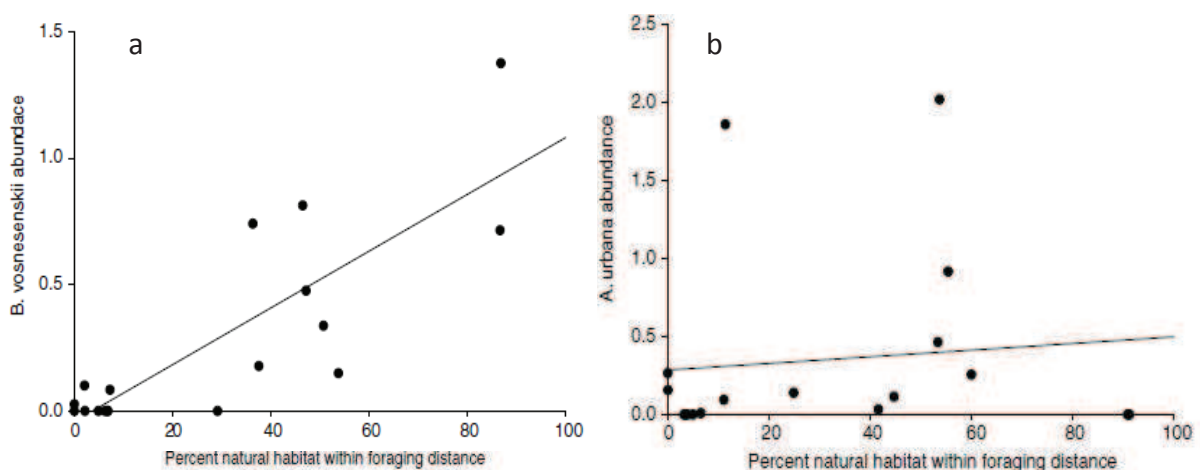 a
B. vosnesenskii abundace
1.5
1.0
0.5
0.0
0 20 40 60 80 100
Percent natural habitat within foraging distance
b
A. urbana abundance
2.5
2.0
1.5
1.0
0.5
0.0
0 20 40 60 80 100
Percent natural habitat within foraging distance